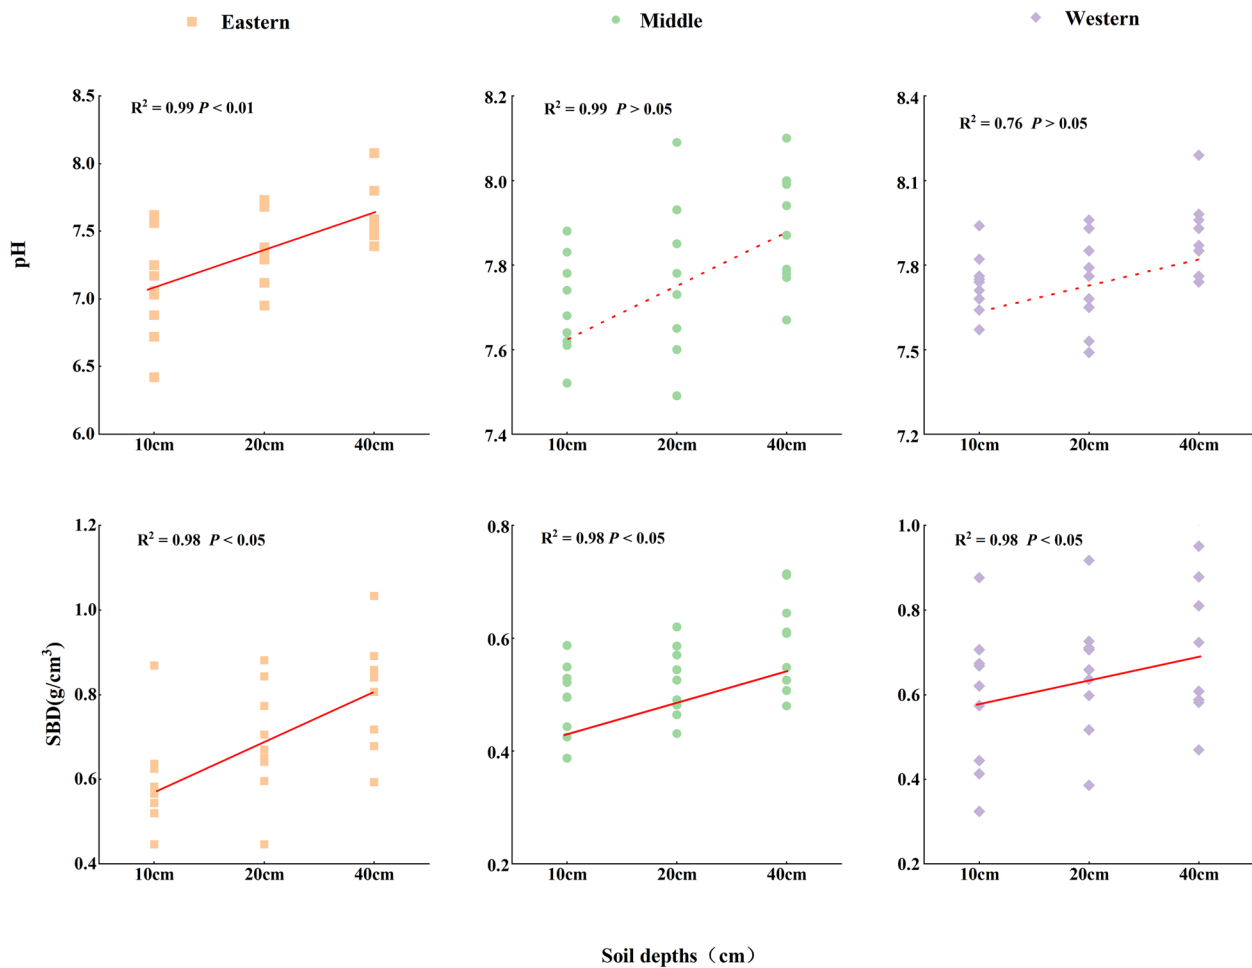 Eastern
Middle
Western
pH
R² = 0.99 P < 0.01
8.5
8.0
7.5
7.0
6.5
6.0
10cm
20cm
40cm
R² = 0.99 P > 0.05
8.2
8.0
7.8
7.6
7.4
10cm
20cm
40cm
R² = 0.76 P > 0.05
8.4
8.1
7.8
7.5
7.2
10cm
20cm
40cm
SBD(g/cm³)
R² = 0.98 P < 0.05
1.2
1.0
0.8
0.6
0.4
10cm
20cm
40cm
R² = 0.98 P < 0.05
0.8
0.6
0.4
0.2
10cm
20cm
40cm
R² = 0.98 P < 0.05
1.0
0.8
0.6
0.4
0.2
10cm
20cm
40cm
Soil depths（cm）